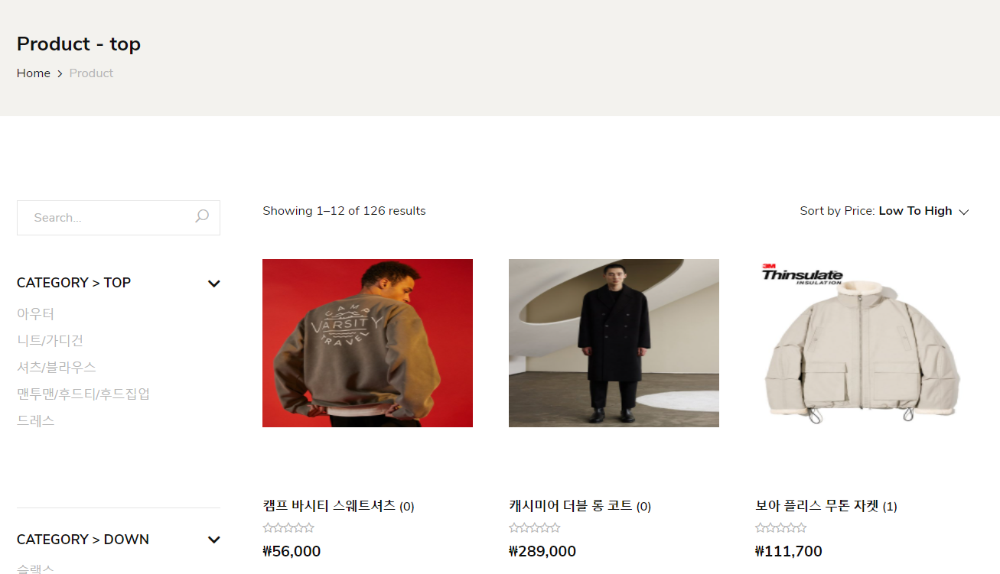 Product - top
Home > Product
Search...
Showing 1–12 of 126 results
Sort by Price: Low To High
CATEGORY > TOP
아우터
니트/가디건
셔츠/블라우스
맨투맨/후드티/후드집업
드레스
CAMP
VARSITY
TRAVEL
3M
Thinsulate
INSULATION
캠프 바시티 스웨트셔츠 (0)
₩56,000
캐시미어 더블 롱 코트 (0)
₩289,000
보아 플리스 무톤 자켓 (1)
₩111,700
CATEGORY > DOWN
슬랙스